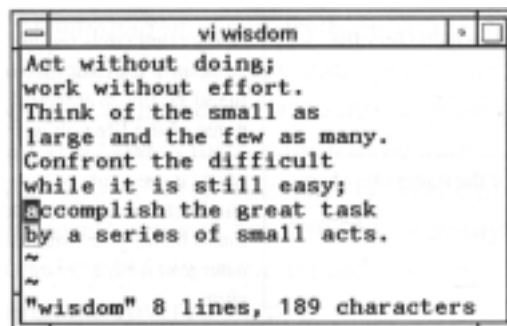 vi wisdom
Act without doing;
work without effort.
Think of the small as
large and the few as many.
Confront the difficult
while it is still easy;
accomplish the great task
by a series of small acts.
~
~
"wisdom" 8 lines, 189 characters